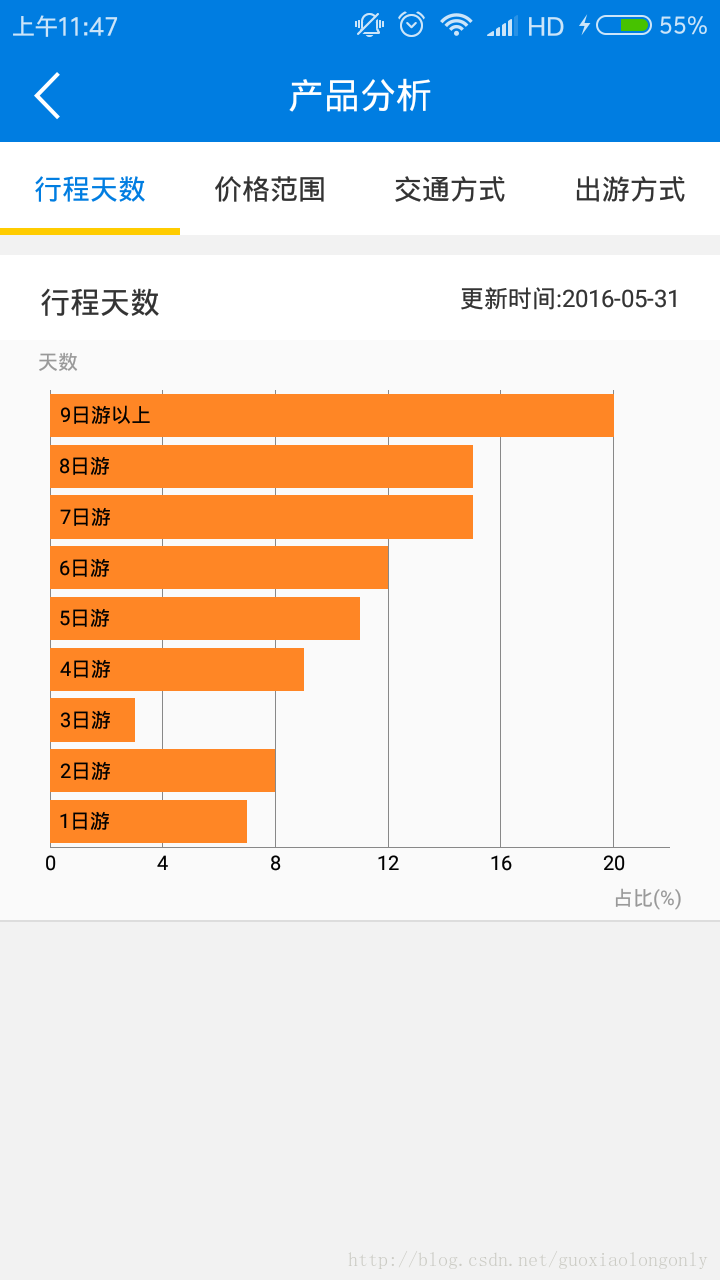 上午11:47 HD 55%
产品分析
行程天数 价格范围 交通方式 出游方式
行程天数 更新时间:2016-05-31
天数
9日游以上
8日游
7日游
6日游
5日游
4日游
3日游
2日游
1日游
0 4 8 12 16 20
占比(%)
http://blog.csdn.net/guoxiaolongonly